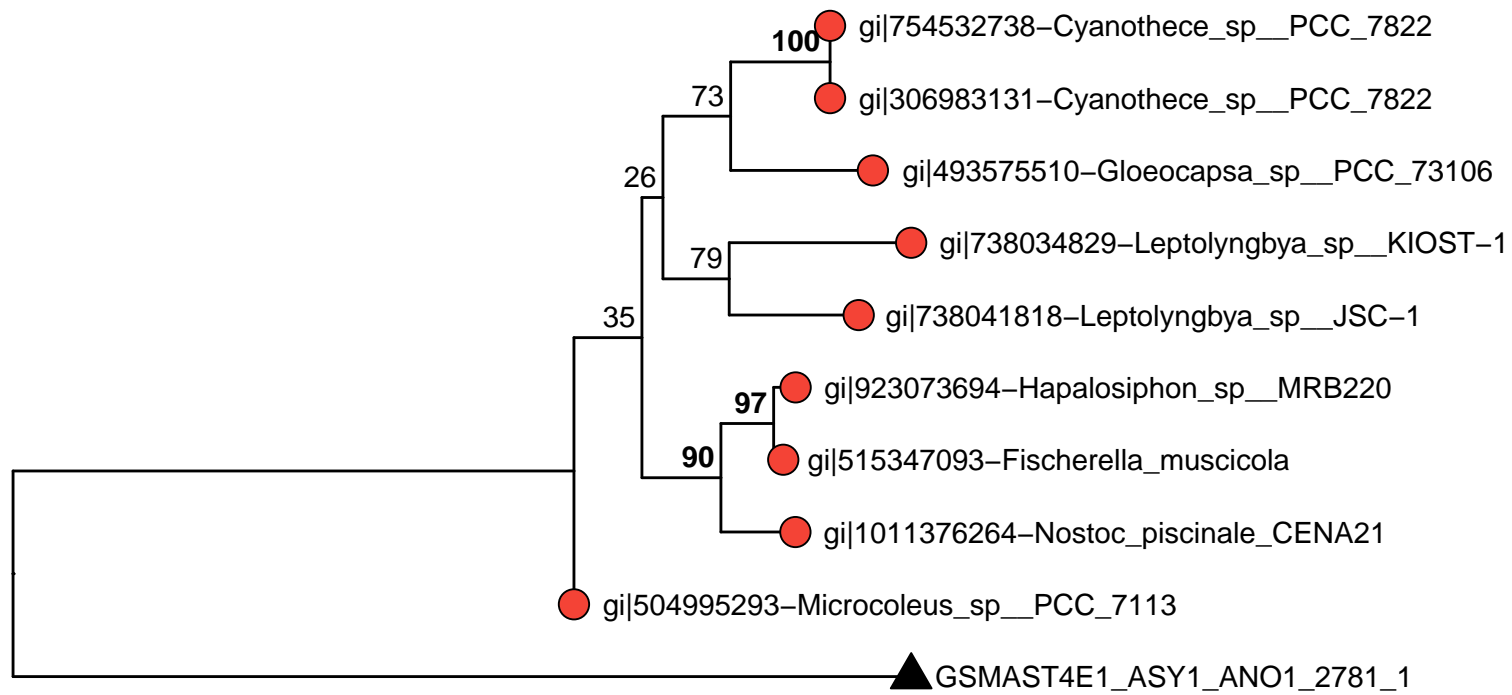 100
gi|754532738–Cyanothece_sp__PCC_7822
gi|306983131–Cyanothece_sp__PCC_7822
73
gi|493575510–Gloeocapsa_sp__PCC_73106
26
gi|738034829–Leptolyngbya_sp__KIOST–1
79
gi|738041818–Leptolyngbya_sp__JSC–1
35
gi|923073694–Hapalosiphon_sp__MRB220
97
gi|515347093–Fischerella_muscicola
90
gi|1011376264–Nostoc_piscinale_CENA21
gi|504995293–Microcoleus_sp__PCC_7113
GSMAST4E1_ASY1_ANO1_2781_1